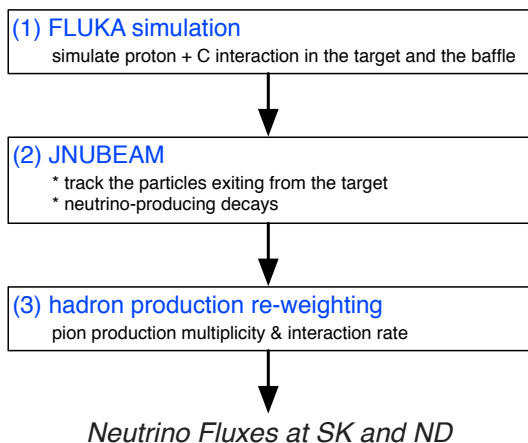 (1) FLUKA simulation
simulate proton + C interaction in the target and the baffle
(2) JNUBEAM
* track the particles exiting from the target
* neutrino-producing decays
(3) hadron production re-weighting
pion production multiplicity & interaction rate
Neutrino Fluxes at SK and ND